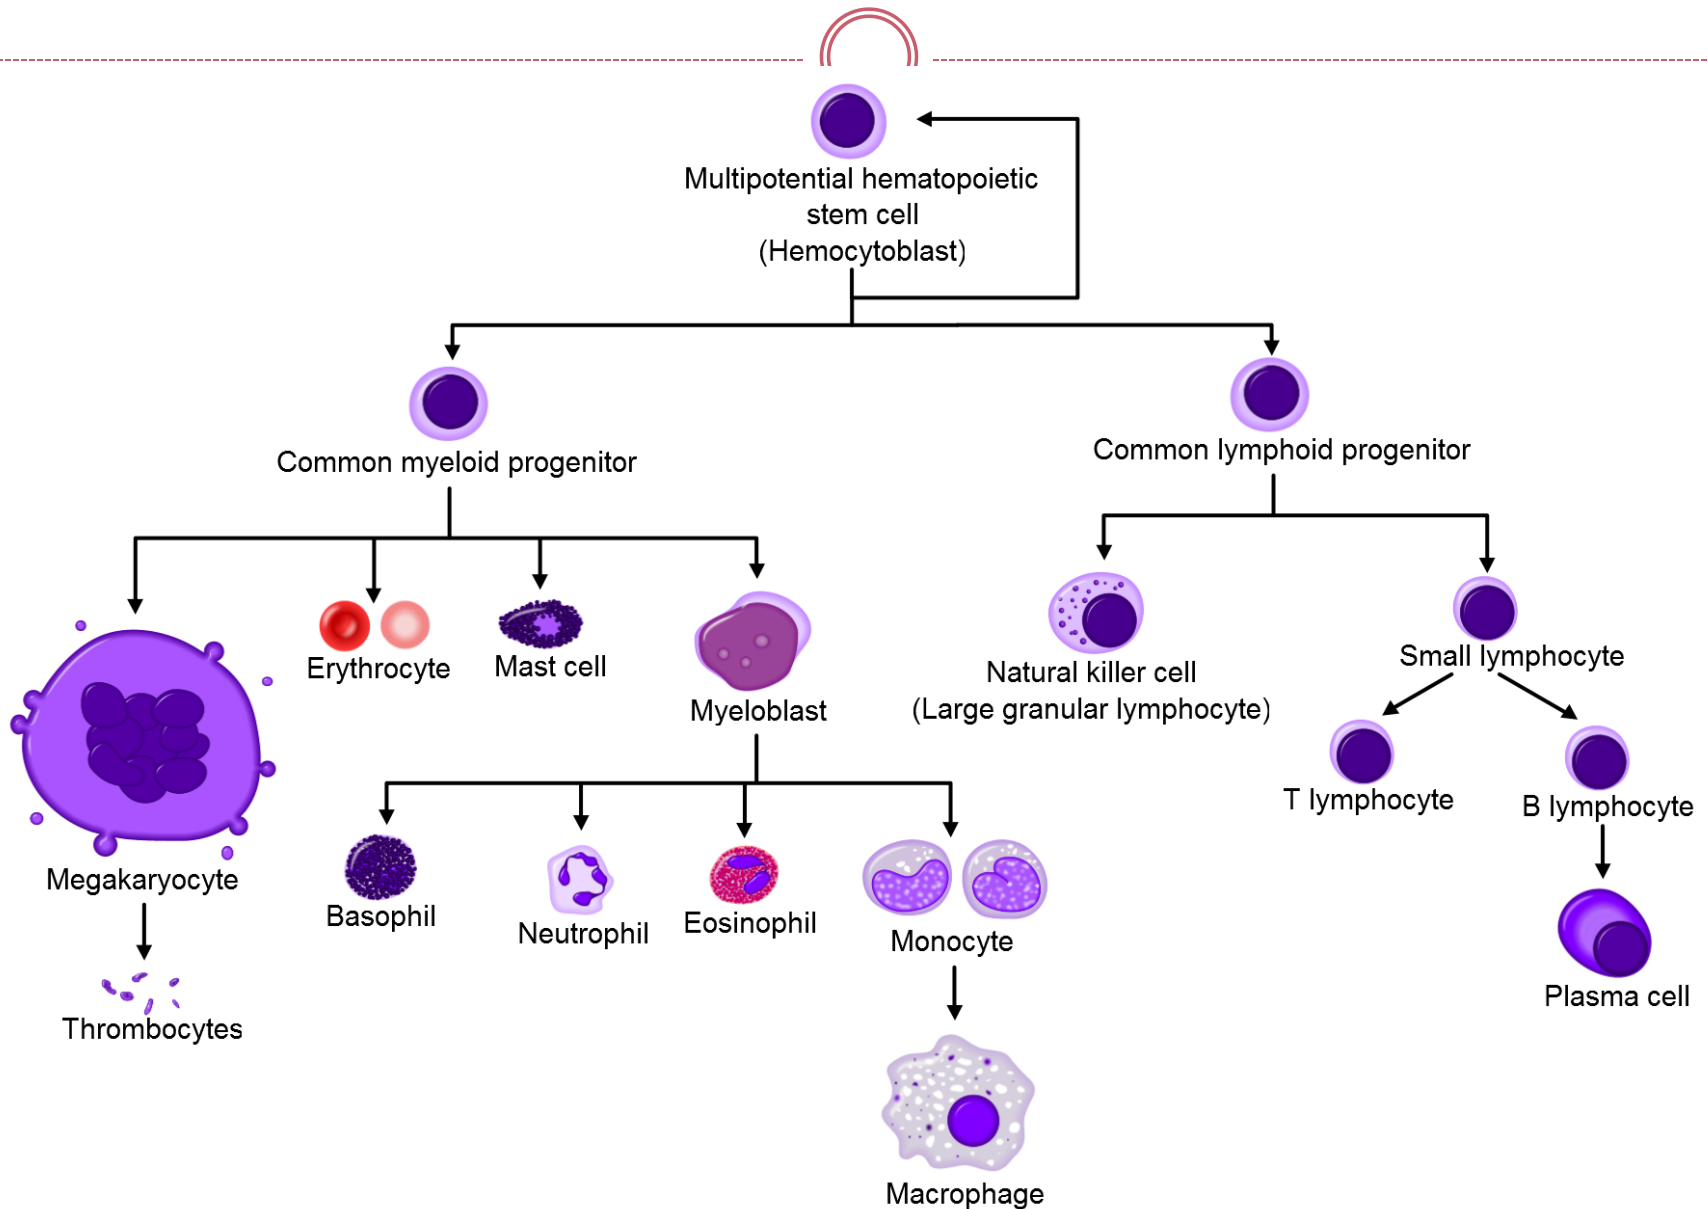 Multipotential hematopoietic
stem cell
(Hemocytoblast)
Common myeloid progenitor
Common lymphoid progenitor
Erythrocyte
Mast cell
Myeloblast
Natural killer cell
(Large granular lymphocyte)
Small lymphocyte
T lymphocyte
B lymphocyte
Megakaryocyte
Basophil
Neutrophil
Eosinophil
Monocyte
Plasma cell
Thrombocytes
Macrophage